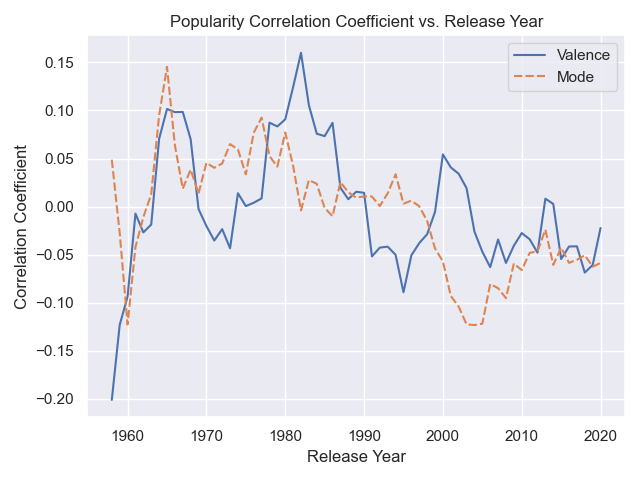 Popularity Correlation Coefficient vs. Release Year
Valence
Mode
0.15
0.10
0.05
0.00
−0.05
−0.10
−0.15
−0.20
Correlation Coefficient
1960 1970 1980 1990 2000 2010 2020
Release Year